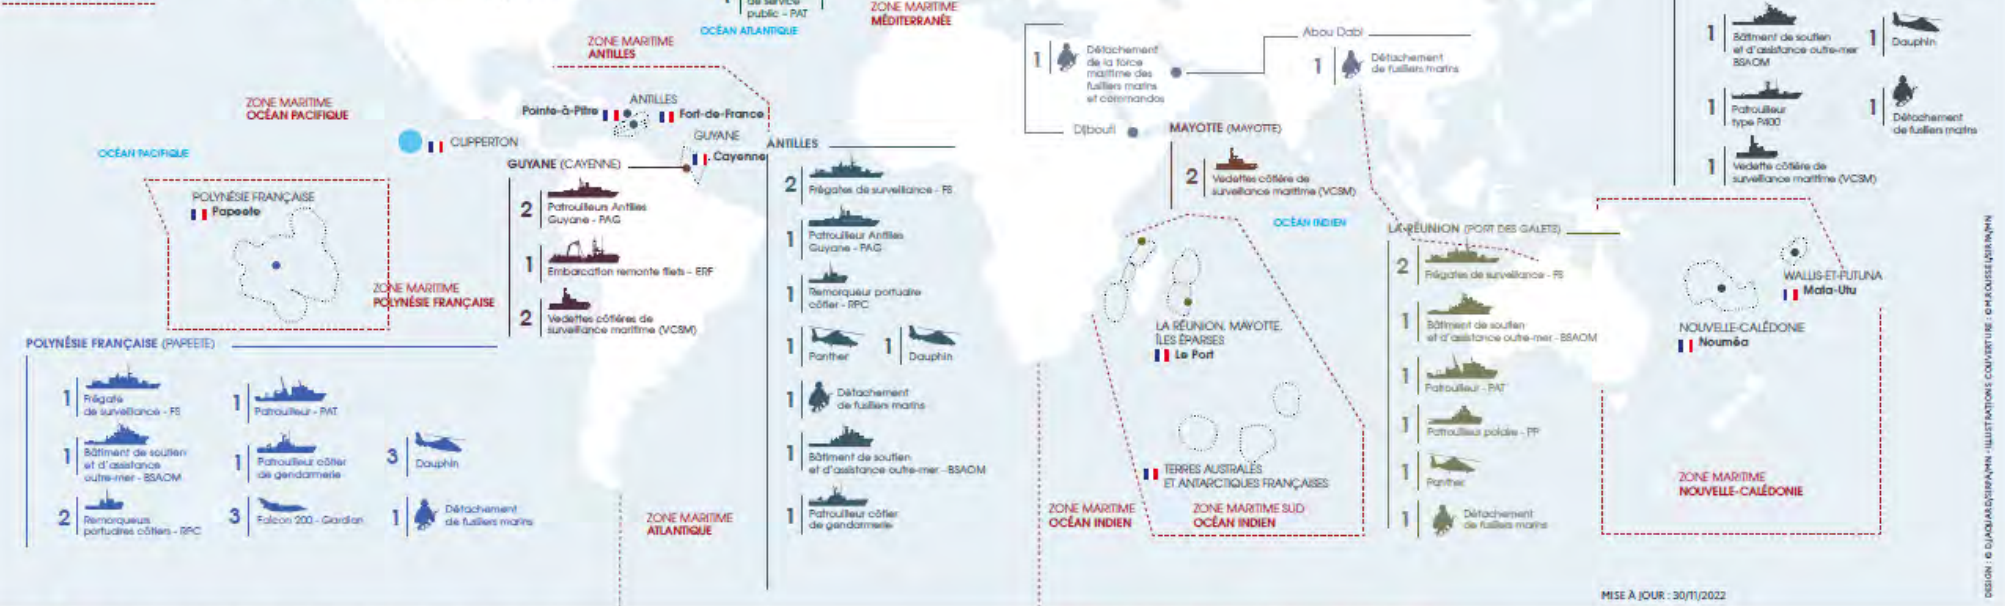 de service
public - PAT
OCÉAN ATLANTIQUE
ZONE MARITIME
MÉDITERRANÉE
ZONE MARITIME
ANTILLES
ZONE MARITIME
OCÉAN PACIFIQUE
OCÉAN PACIFIQUE
CLIPPERTON
ANTILLES
Pointe-à-Pitre
Fort-de-France
GUYANE
Cayenne
POLYNÉSIE FRANÇAISE
Papeete
ZONE MARITIME
POLYNÉSIE FRANÇAISE
GUYANE (CAYENNE)
2
Patrouilleurs Antilles
Guyane - PAG
1
Embarcation remonte filets - ERF
2
Vedettes côtières de
surveillance maritime (VCSM)
POLYNÉSIE FRANÇAISE (PAPEETE)
1
Frégate
de surveillance - FS
1
Patrouilleur - PAT
1
Bâtiment de soutien
et d'assistance
outre-mer - BSAOM
1
Patrouilleur côtier
de gendarmerie
3
Dauphin
2
Remorqueurs
portuaires côtiers - RPC
3
Falcon 200 - Gardian
1
Détachement
de fusiliers marins
ZONE MARITIME
ATLANTIQUE
ANTILLES
2
Frégates de surveillance - FS
1
Patrouilleur Antilles
Guyane - PAG
1
Remorqueur portuaire
côtier - RPC
1
Panther
1
Dauphin
1
Détachement
de fusiliers marins
1
Bâtiment de soutien
et d'assistance outre-mer - BSAOM
1
Patrouilleur côtier
de gendarmerie
1
Détachement
de la force
maritime des
fusiliers marins
et commandos
Djibouti
Abou Dabi
1
Détachement
de fusiliers marins
MAYOTTE (MAYOTTE)
2
Vedettes côtière de
surveillance maritime (VCSM)
OCÉAN INDIEN
LA RÉUNION, MAYOTTE,
ÎLES ÉPARSES
Le Port
TERRES AUSTRALES
ET ANTARCTIQUES FRANÇAISES
ZONE MARITIME
OCÉAN INDIEN
ZONE MARITIME SUD
OCÉAN INDIEN
LA RÉUNION (PORT DES GALETS)
2
Frégates de surveillance - FS
1
Bâtiment de soutien
et d'assistance outre-mer - BSAOM
1
Patrouilleur - PAT
1
Patrouilleur polaire - PP
1
Panther
1
Détachement
de fusiliers marins
1
Bâtiment de soutien
et d'assistance outre-mer
BSAOM
1
Dauphin
1
Patrouilleur
type P400
1
Détachement
de fusiliers marins
1
Vedette côtière de
surveillance maritime (VCSM)
WALLIS-ET-FUTUNA
Mata-Utu
NOUVELLE-CALÉDONIE
Nouméa
ZONE MARITIME
NOUVELLE-CALÉDONIE
MISE À JOUR : 30/11/2022